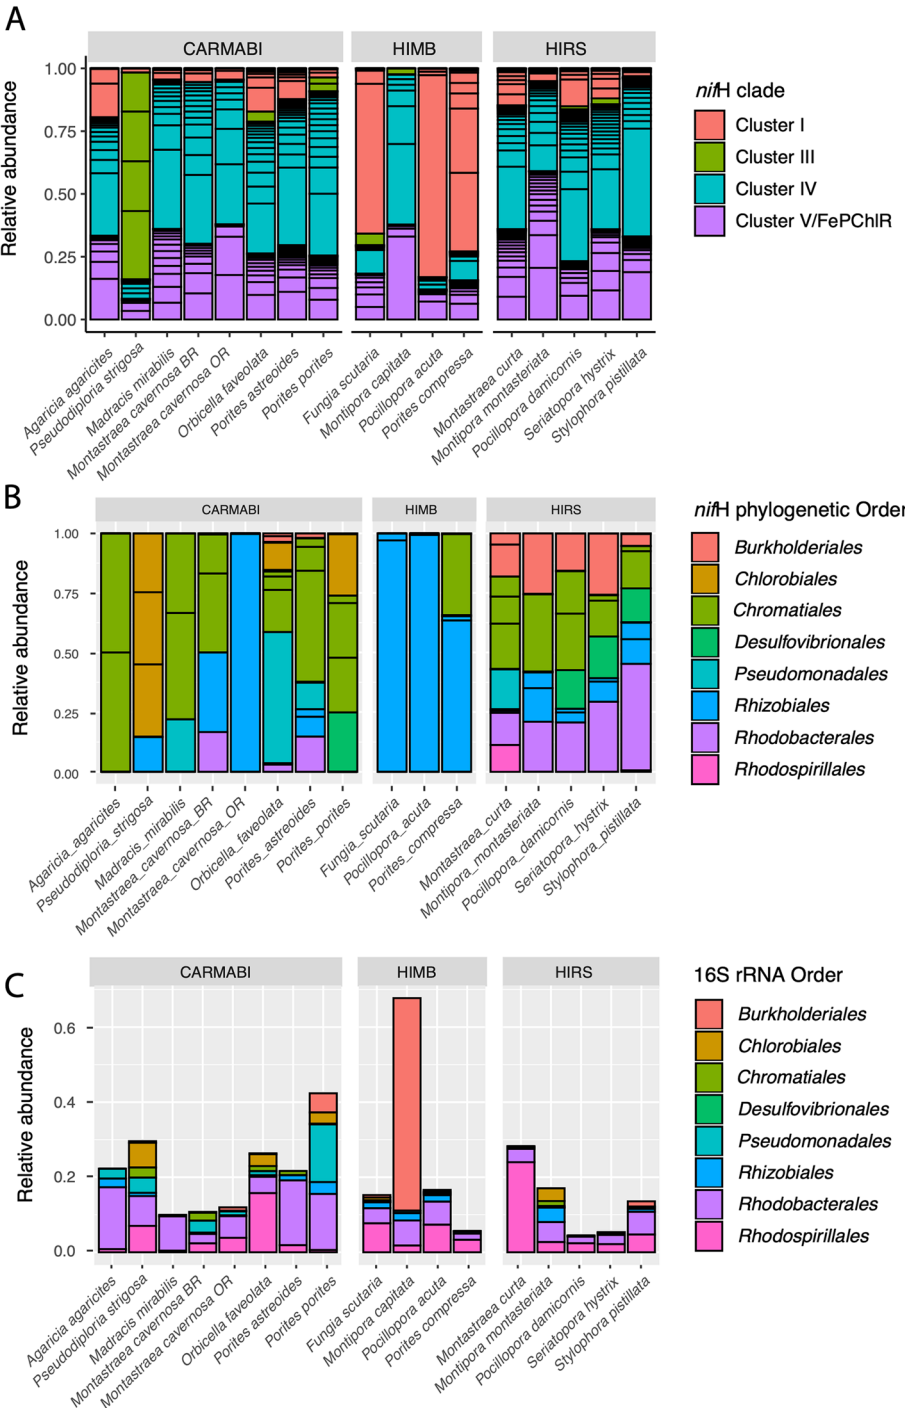 A
CARMABI
HIMB
HIRS
Relative abundance
1.00
0.75
0.50
0.25
0.00
nifH clade
Cluster I
Cluster III
Cluster IV
Cluster V/FePChlR
Agaricia agaricites
Pseudodiploria strigosa
Madracis mirabilis
Montastraea cavernosa BR
Montastraea cavernosa OR
Orbicella faveolata
Porites astreoides
Porites porites
Fungia scutaria
Montipora capitata
Pocillopora acuta
Porites compressa
Montastraea curta
Montipora monasteriata
Pocillopora damicornis
Seriatopora hystrix
Stylophora pistillata
B
CARMABI
HIMB
HIRS
Relative abundance
1.00
0.75
0.50
0.25
0.00
nifH phylogenetic Order
Burkholderiales
Chlorobiales
Chromatiales
Desulfovibrionales
Pseudomonadales
Rhizobiales
Rhodobacterales
Rhodospirillales
Agaricia_agaricites
Pseudodiploria_strigosa
Madracis_mirabilis
Montastraea_cavernosa_BR
Montastraea_cavernosa_OR
Orbicella_faveolata
Porites_astreoides
Porites_porites
Fungia_scutaria
Pocillopora_acuta
Porites_compessa
Montastraea_curta
Montipora_montasteriata
Pocillopora_damicornis
Seriatopora_hystrix
Stylophora_pistillata
C
CARMABI
HIMB
HIRS
Relative abundance
0.6
0.4
0.2
0.0
16S rRNA Order
Burkholderiales
Chlorobiales
Chromatiales
Desulfovibrionales
Pseudomonadales
Rhizobiales
Rhodobacterales
Rhodospirillales
Agaricia agaricites
Pseudodiploria strigosa
Madracis mirabilis
Montastraea cavernosa BR
Montastraea cavernosa OR
Orbicella faveolata
Porites astreoides
Porites porites
Fungia scutaria
Montipora capitata
Pocillopora acuta
Porites compessa
Montastraea curta
Montipora monasteriata
Pocillopora damicornis
Seriatopora hystrix
Stylophora pistillata